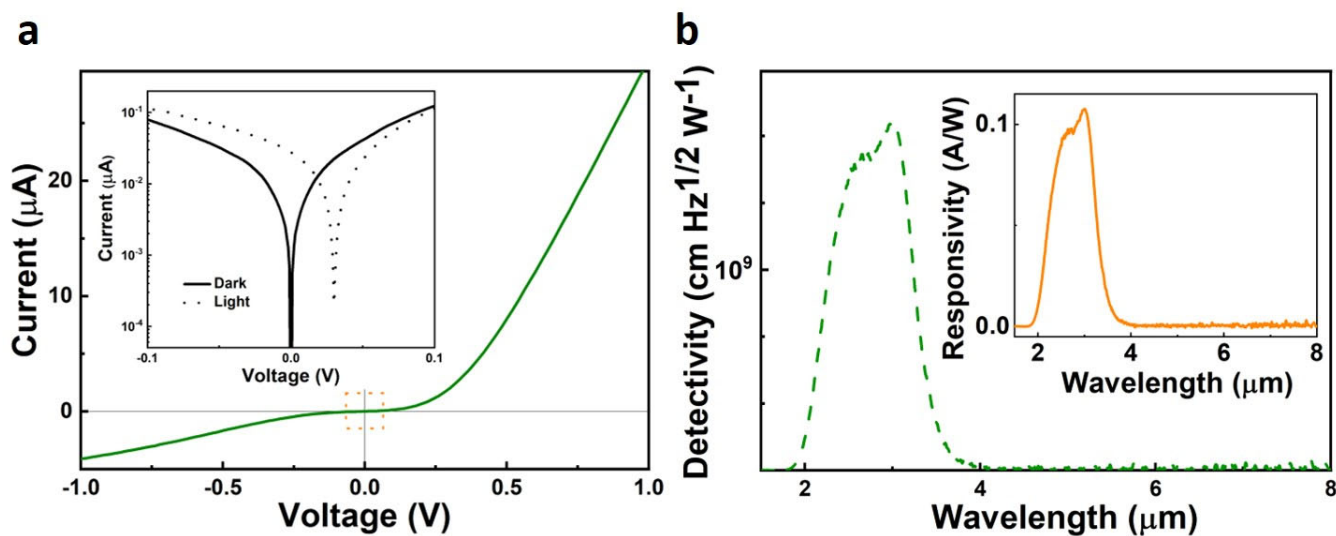 a
Current (μA)
20
10
0
-1.0 -0.5 0.0 0.5 1.0
Voltage (V)
Current (μA)
10-1
10-2
10-3
10-4
Dark
Light
-0.1 0.0 0.1
Voltage (V)
b
Detectivity (cm Hz1/2 W-1)
109
2 4 6 8
Wavelength (μm)
Responsivity (A/W)
0.1
0.0
2 4 6 8
Wavelength (μm)